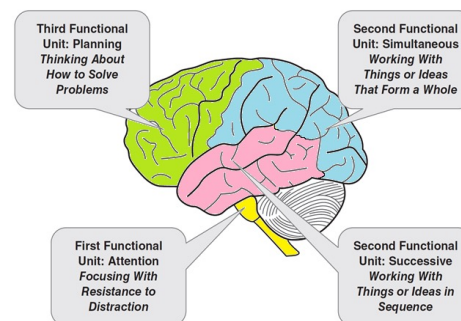 Third Functional
Unit: Planning
Thinking About
How to Solve
Problems
Second Functional
Unit: Simultaneous
Working With
Things or Ideas
That Form a Whole
First Functional
Unit: Attention
Focusing With
Resistance to
Distraction
Second Functional
Unit: Successive
Working With
Things or Ideas in
Sequence